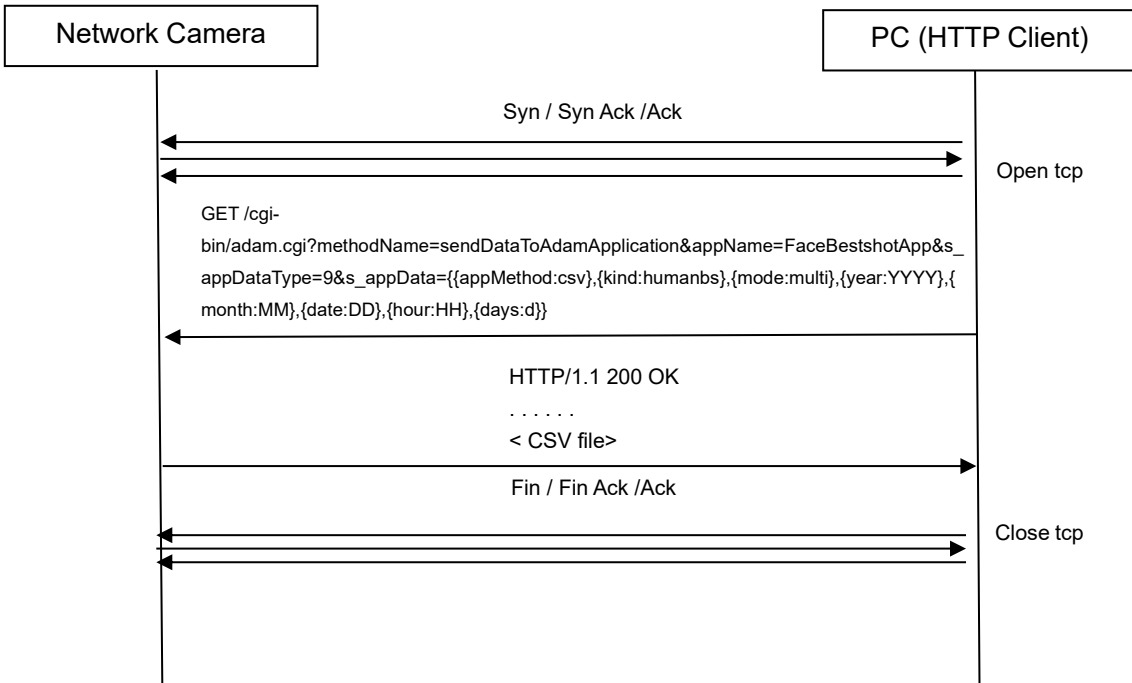 Network Camera
PC (HTTP Client)
Syn / Syn Ack /Ack
Open tcp
GET /cgi-
bin/adam.cgi?methodName=sendDataToAdamApplication&appName=FaceBestshotApp&s_
appDataType=9&s_appData={{appMethod:csv},{kind:humanbs},{mode:multi},{year:YYYY},{
month:MM},{date:DD},{hour:HH},{days:d}}
HTTP/1.1 200 OK
. . . . . .
< CSV file>
Fin / Fin Ack /Ack
Close tcp